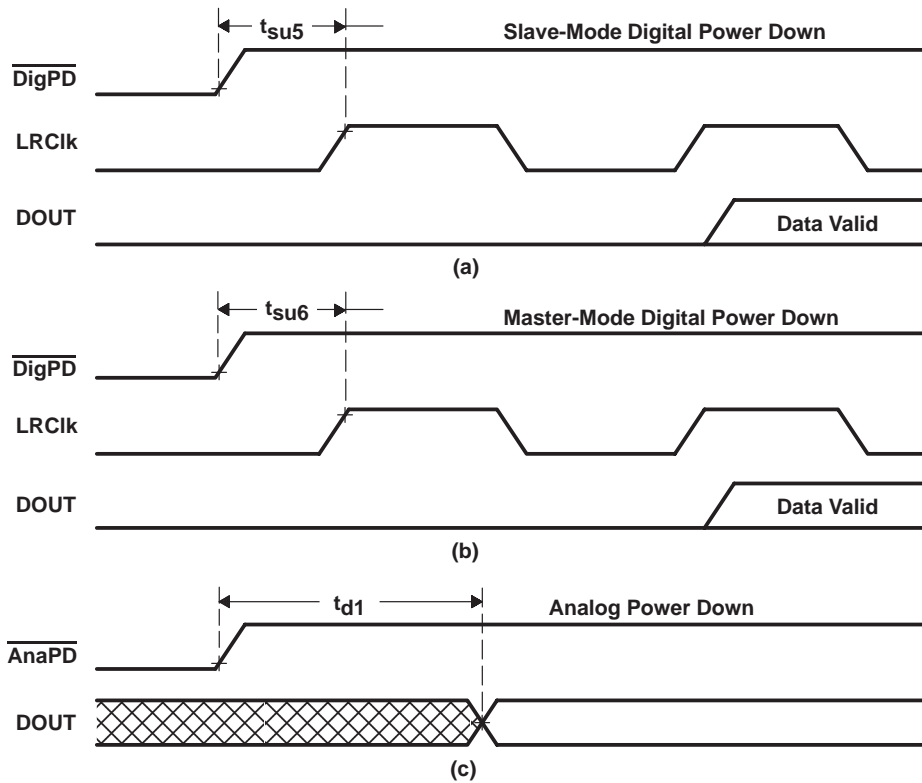 tsu5
Slave-Mode Digital Power Down
DigPD
LRClk
DOUT
Data Valid
(a)
tsu6
Master-Mode Digital Power Down
DigPD
LRClk
DOUT
Data Valid
(b)
td1
Analog Power Down
AnaPD
DOUT
(c)